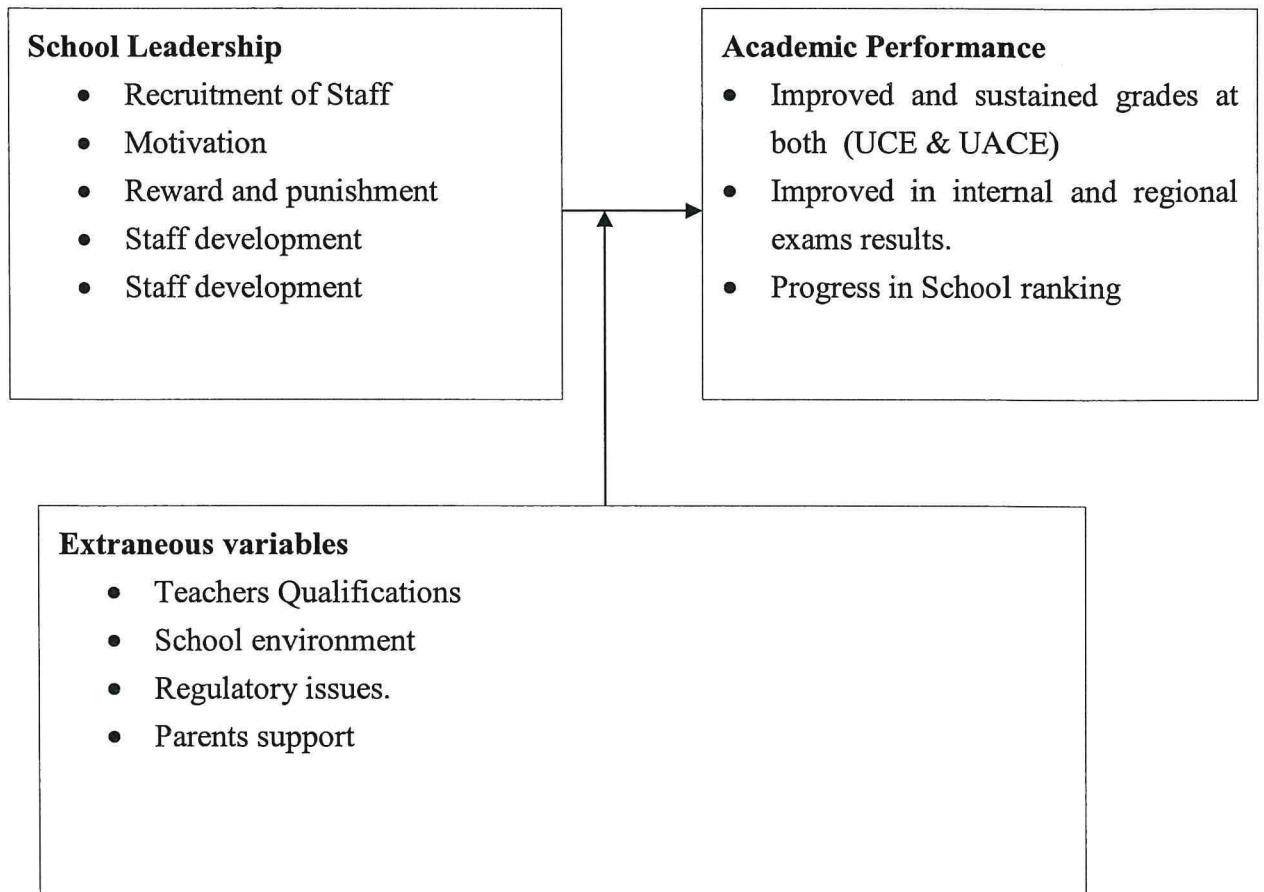 School Leadership
• Recruitment of Staff
• Motivation
• Reward and punishment
• Staff development
• Staff development
Academic Performance
• Improved and sustained grades at
both (UCE & UACE)
• Improved in internal and regional
exams results.
• Progress in School ranking
Extraneous variables
• Teachers Qualifications
• School environment
• Regulatory issues.
• Parents support